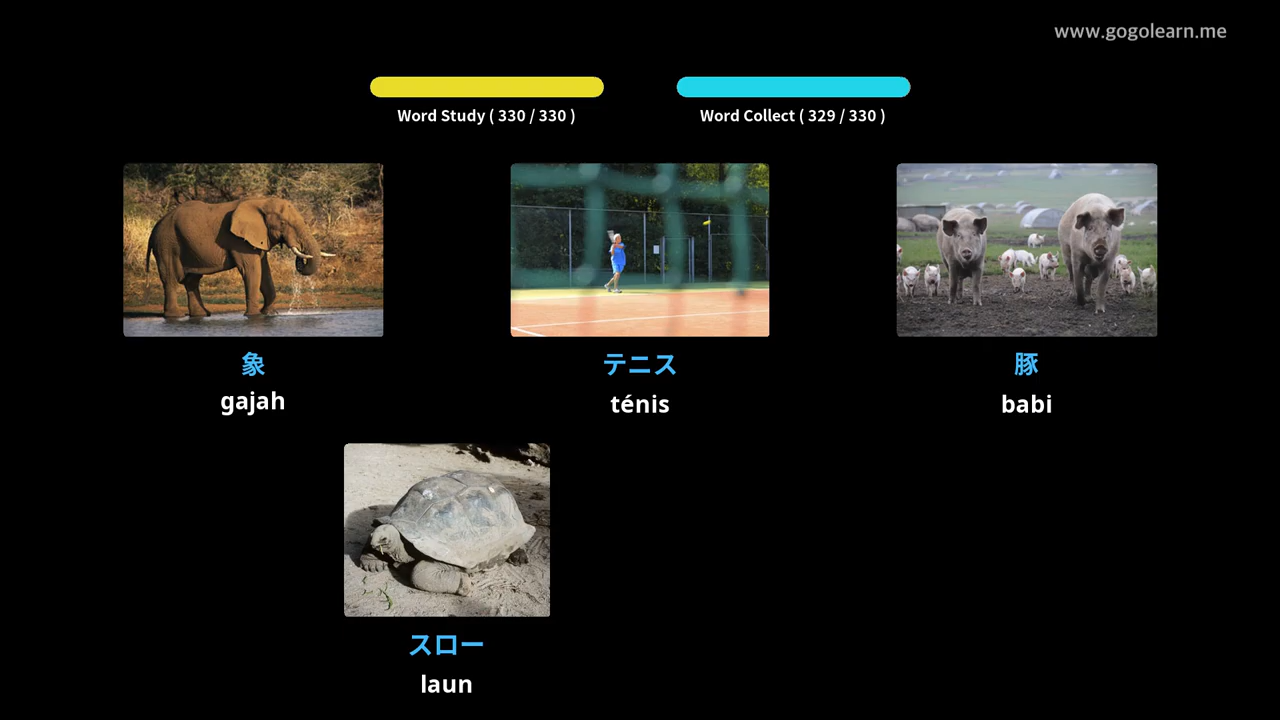 www.gogolearn.me
Word Study ( 330 / 330 )
Word Collect ( 329 / 330 )
象
gajah
テニス
ténis
豚
babi
スロー
laun